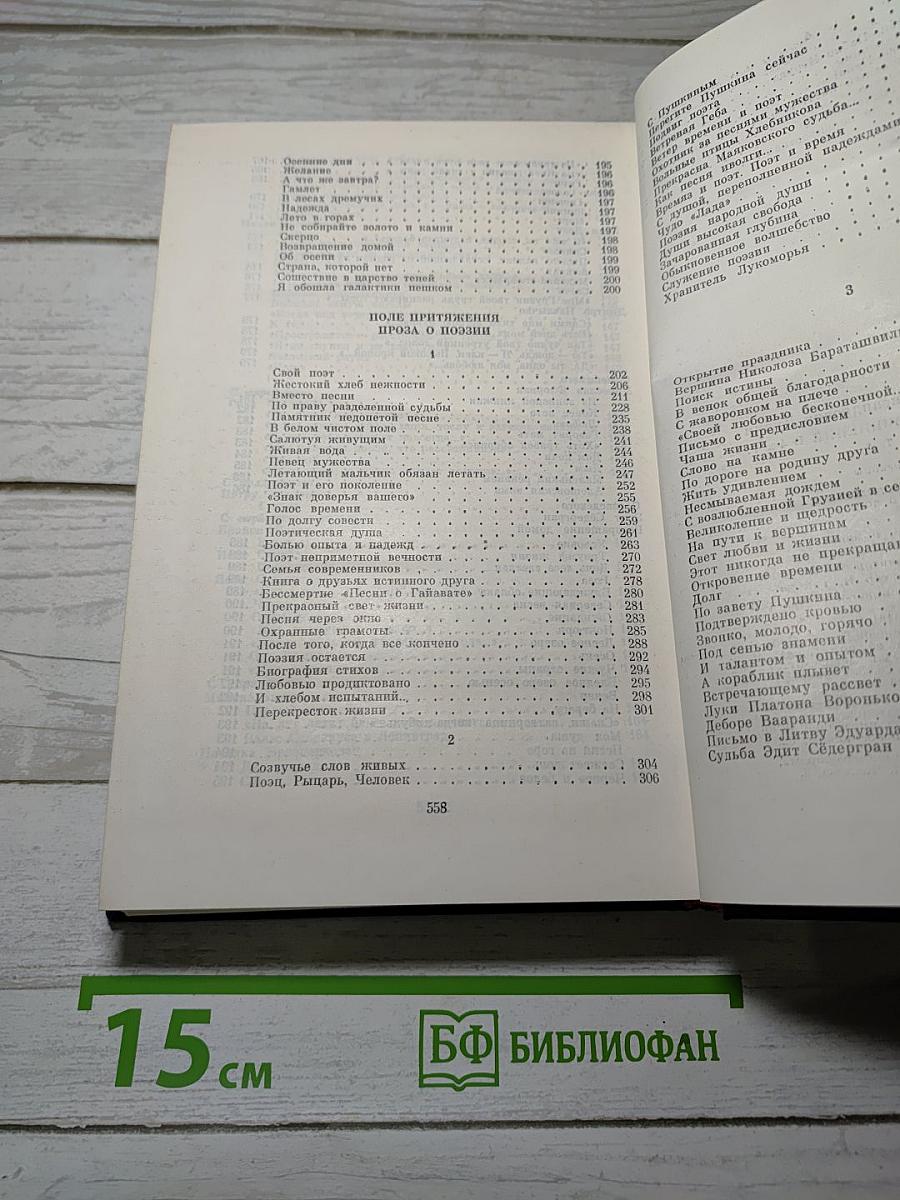 Осенние дни . . . 195
Желание . . . 196
А что же завтра? . . . 196
Гамлет . . . 196
В лесах дремучих . . . 197
Надежда . . . 197
Лето в горах . . . 197
Не собирайте золото и камни . . . 197
Скерцо . . . 198
Возвращение домой . . . 198
Об осени . . . 199
Страна, которой нет . . . 199
Сошествие в царство теней . . . 200
Я обошла галактики пешком . . . 200
ПОЛЕ ПРИТЯЖЕНИЯ
ПРОЗА О ПОЭЗИИ
1
Свой поэт . . . 202
Жестокий хлеб нежности . . . 206
Вместо песни . . . 211
По праву разделенной судьбы . . . 228
Памятник недопетой песне . . . 235
В белом чистом поле . . . 238
Салютуя живущим . . . 241
Живая вода . . . 244
Певец мужества . . . 246
Летающий мальчик обязан летать . . . 247
Поэт и его поколение . . . 252
«Знак доверья вашего» . . . 255
Голос времени . . . 256
По долгу совести . . . 259
Поэтическая душа . . . 261
Болью опыта и надежд . . . 263
Поэт неприметной вечности . . . 270
Семья современников . . . 272
Книга о друзьях истинного друга . . . 278
Бессмертие «Песни о Гайавате» . . . 280
Прекрасный свет жизни . . . 281
Песня через окно . . . 283
Охранные грамоты . . . 285
После того, когда все кончено . . . 288
Поэзия остается . . . 292
Биография стихов . . . 294
Любовью продиктовано . . . 295
И хлебом испытаний... . . . 298
Перекресток жизни . . . 301
2
Созвучье слов живых . . . 304
Поэц, Рыцарь, Человек . . . 306
558
С Пушкиным . . .
Берегите Пушкина сейчас . . .
Подвиг поэта . . .
Ветреная Геба . . .
Ветер времени и поэт . . .
Охотник за песнями мужества
Вольные птицы Хлебникова . . .
Прекрасна Маяковского судьба...
Как песня иволги... . . .
Время и поэт. Поэт и время . . .
С душой, переполненной надеждами
Чудо «Лада» . . .
Поэзия народной души . . .
Души высокая свобода . . .
Зачарованная глубина . . .
Обыкновенное волшебство
Служение поэзии . . .
Хранитель Лукоморья . . .
3
Открытие праздника . . .
Вершина Николоза Бараташвил
Поиск истины . . .
В венок общей благодарности
С жаворонком на плече . . .
«Своей любовью бесконечной...
Письмо с предисловием
Чаша жизни . . .
Слово на камне . . .
По дороге на родину друга
Жить удивлением . . .
Несмываемая дождем
С возлюбленной Грузией в се
Великолепие и щедрость
На пути к вершинам
Свет любви и жизни .
Этот никогда не прекращаю
Откровение времени
Долг . . .
По завету Пушкина
Подтверждено кровью
Звонко, молодо, горячо
Под сенью знамени
И талантом и опытом
А кораблик плывет
Встречающему рассвет
Луки Платона Воронько
Деборе Вааранди
Письмо в Литву Эдуарда
Судьба Эдит Сёдергран
15 см
БФ БИБЛИОФАН